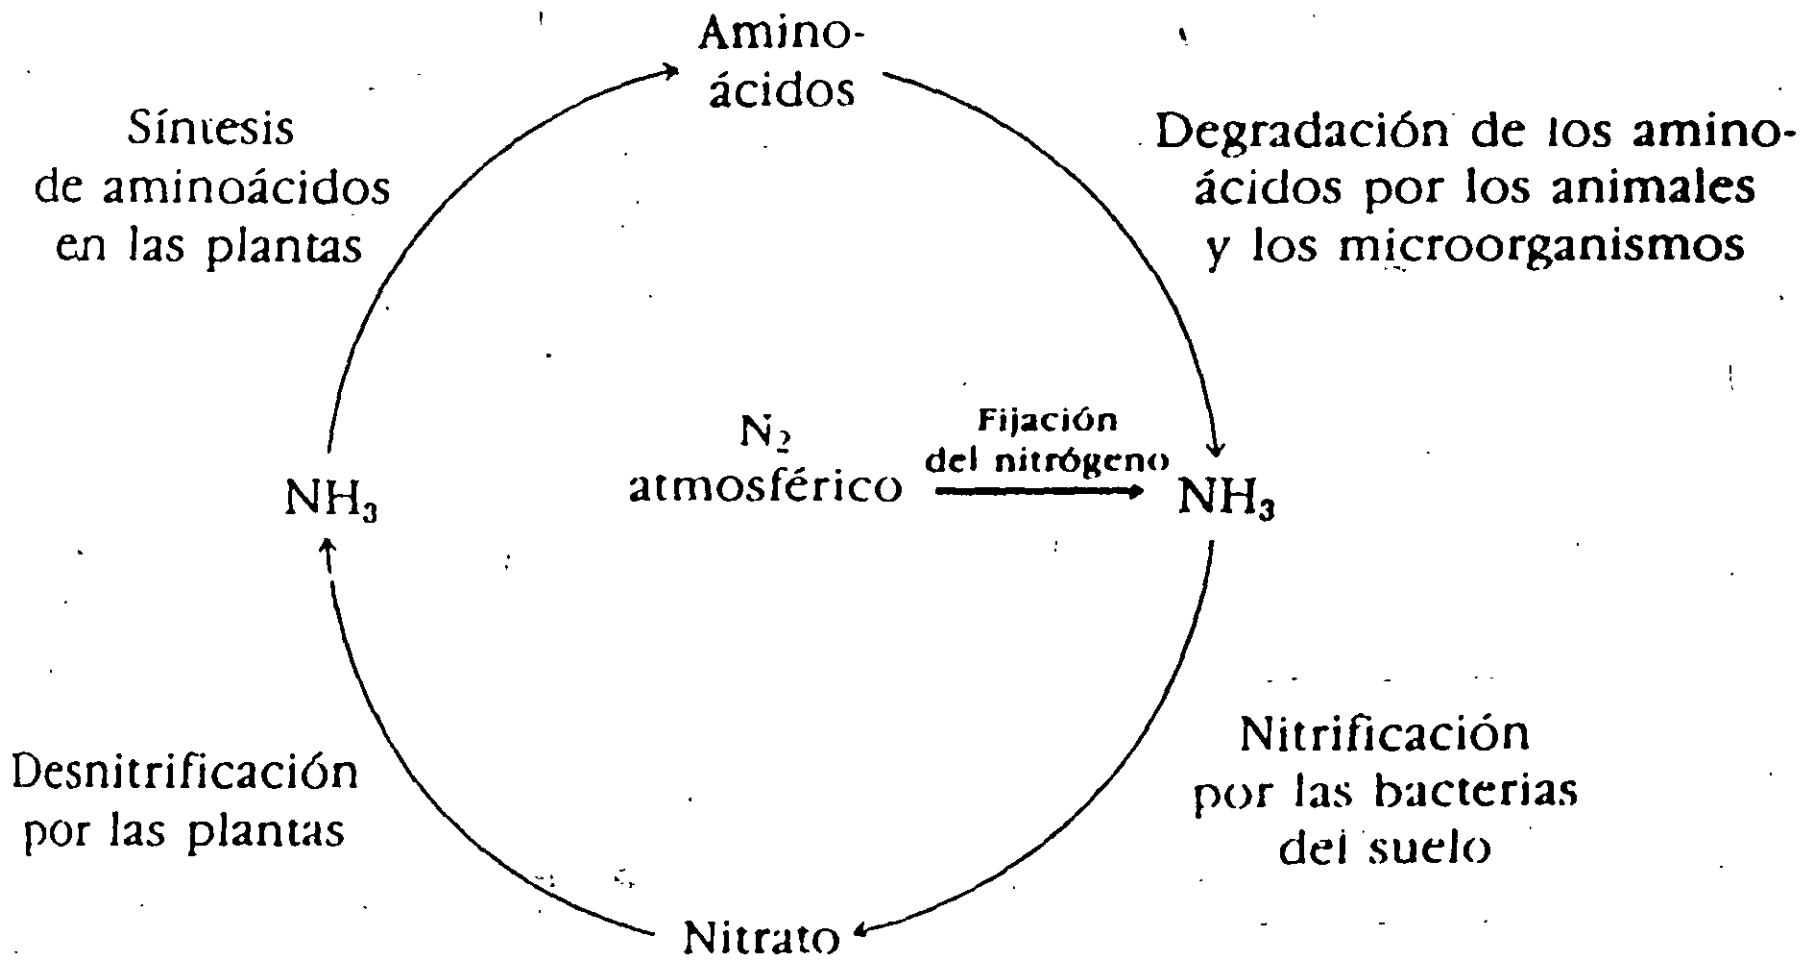 Amino-
ácidos
Síntesis
de aminoácidos
en las plantas
Degradación de los amino-
ácidos por los animales
y los microorganismos
N₂
atmosférico
Fijación
del nitrógeno
NH₃
NH₃
Desnitrificación
por las plantas
Nitrificación
por las bacterias
del suelo
Nitrato